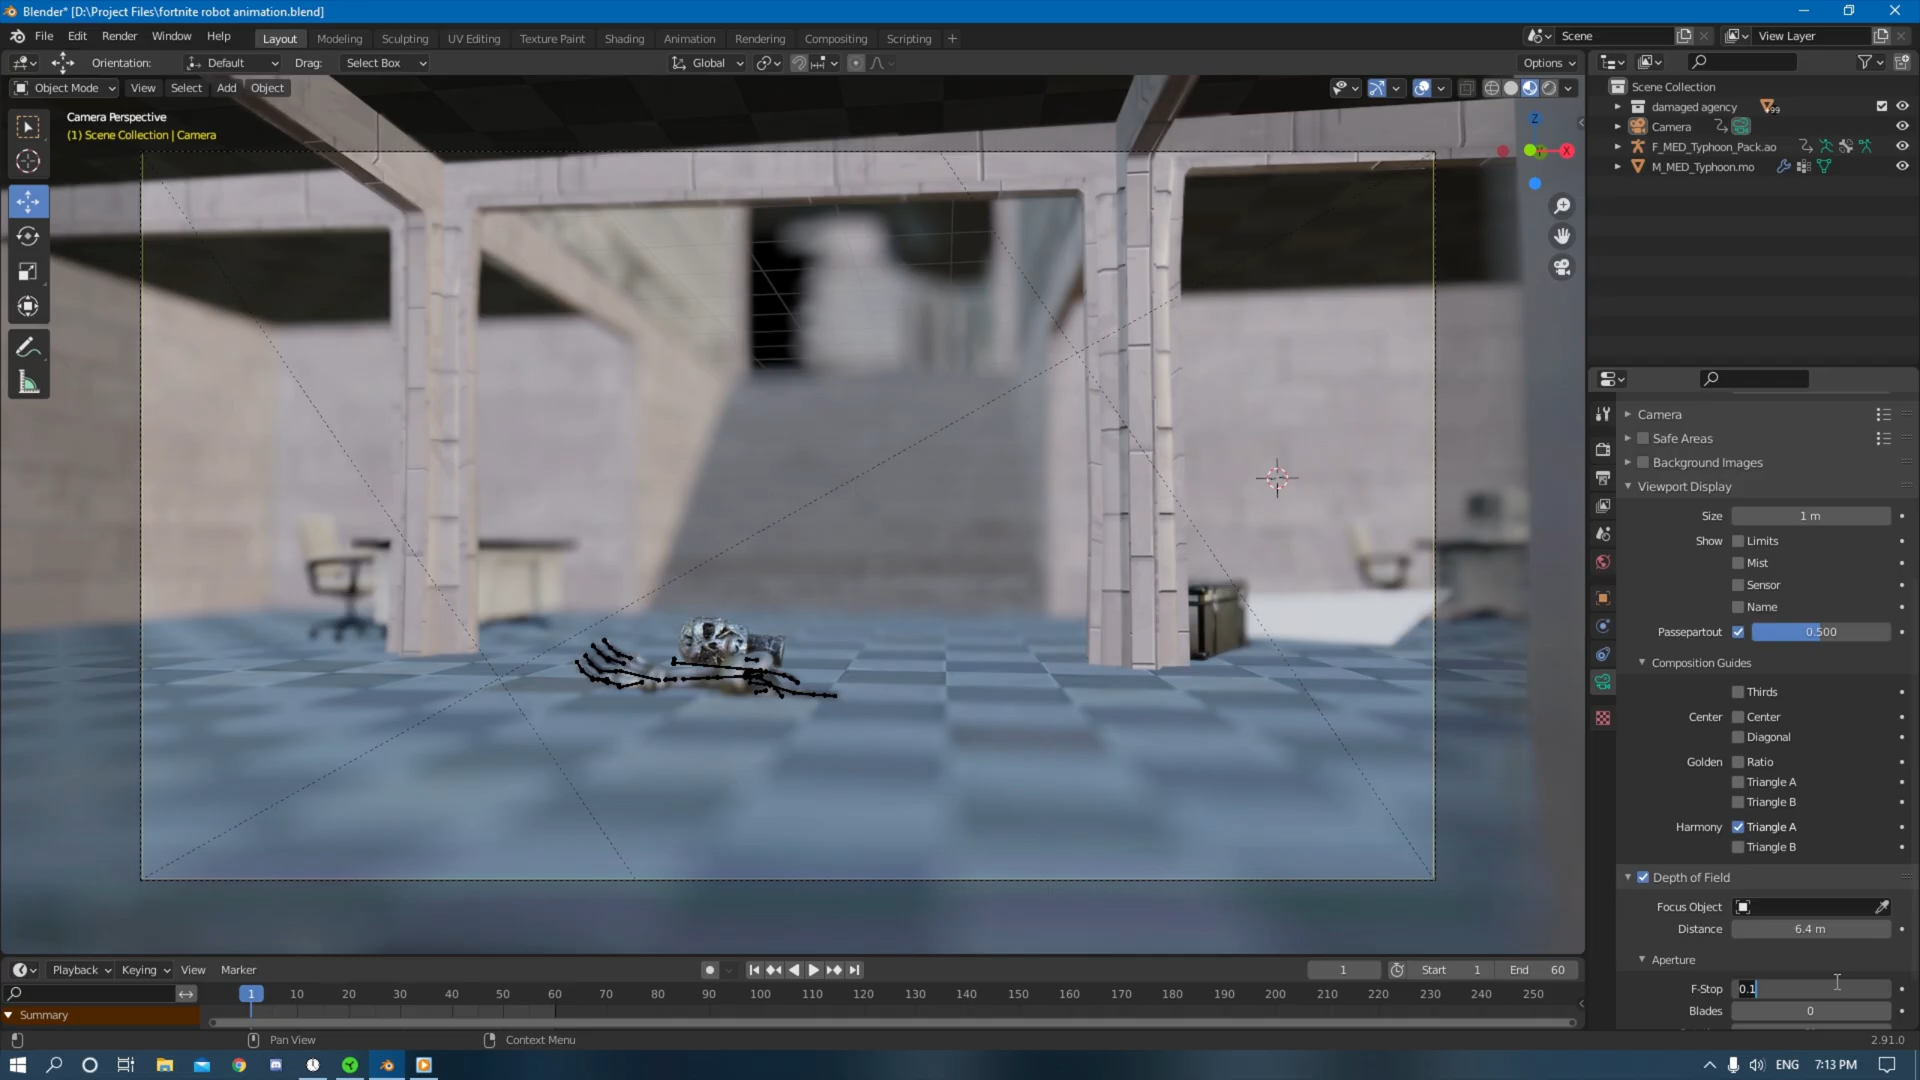 Blender* [D:\Project Files\fortnite robot animation.blend]
File Edit Render Window Help
Layout Modeling Sculpting UV Editing Texture Paint Shading Animation Rendering Compositing Scripting +
Scene
View Layer
Orientation: Default Drag: Select Box
Global
Options
Object Mode View Select Add Object
Camera Perspective
(1) Scene Collection | Camera
Z
X
Scene Collection
damaged agency 99
Camera
F_MED_Typhoon_Pack.ao
M_MED_Typhoon.mo
Camera
Safe Areas
Background Images
Viewport Display
Size 1 m
Show Limits
Mist
Sensor
Name
Passepartout 0.500
Composition Guides
Thirds
Center Center
Diagonal
Golden Ratio
Triangle A
Triangle B
Harmony Triangle A
Triangle B
Depth of Field
Focus Object
Distance 6.4 m
Aperture
F-Stop 0.1
Blades 0
Playback Keying View Marker
1 Start 1 End 60
1 10 20 30 40 50 60 70 80 90 100 110 120 130 140 150 160 170 180 190 200 210 220 230 240 250
Summary
Pan View Context Menu
2.91.0
ENG 7:13 PM